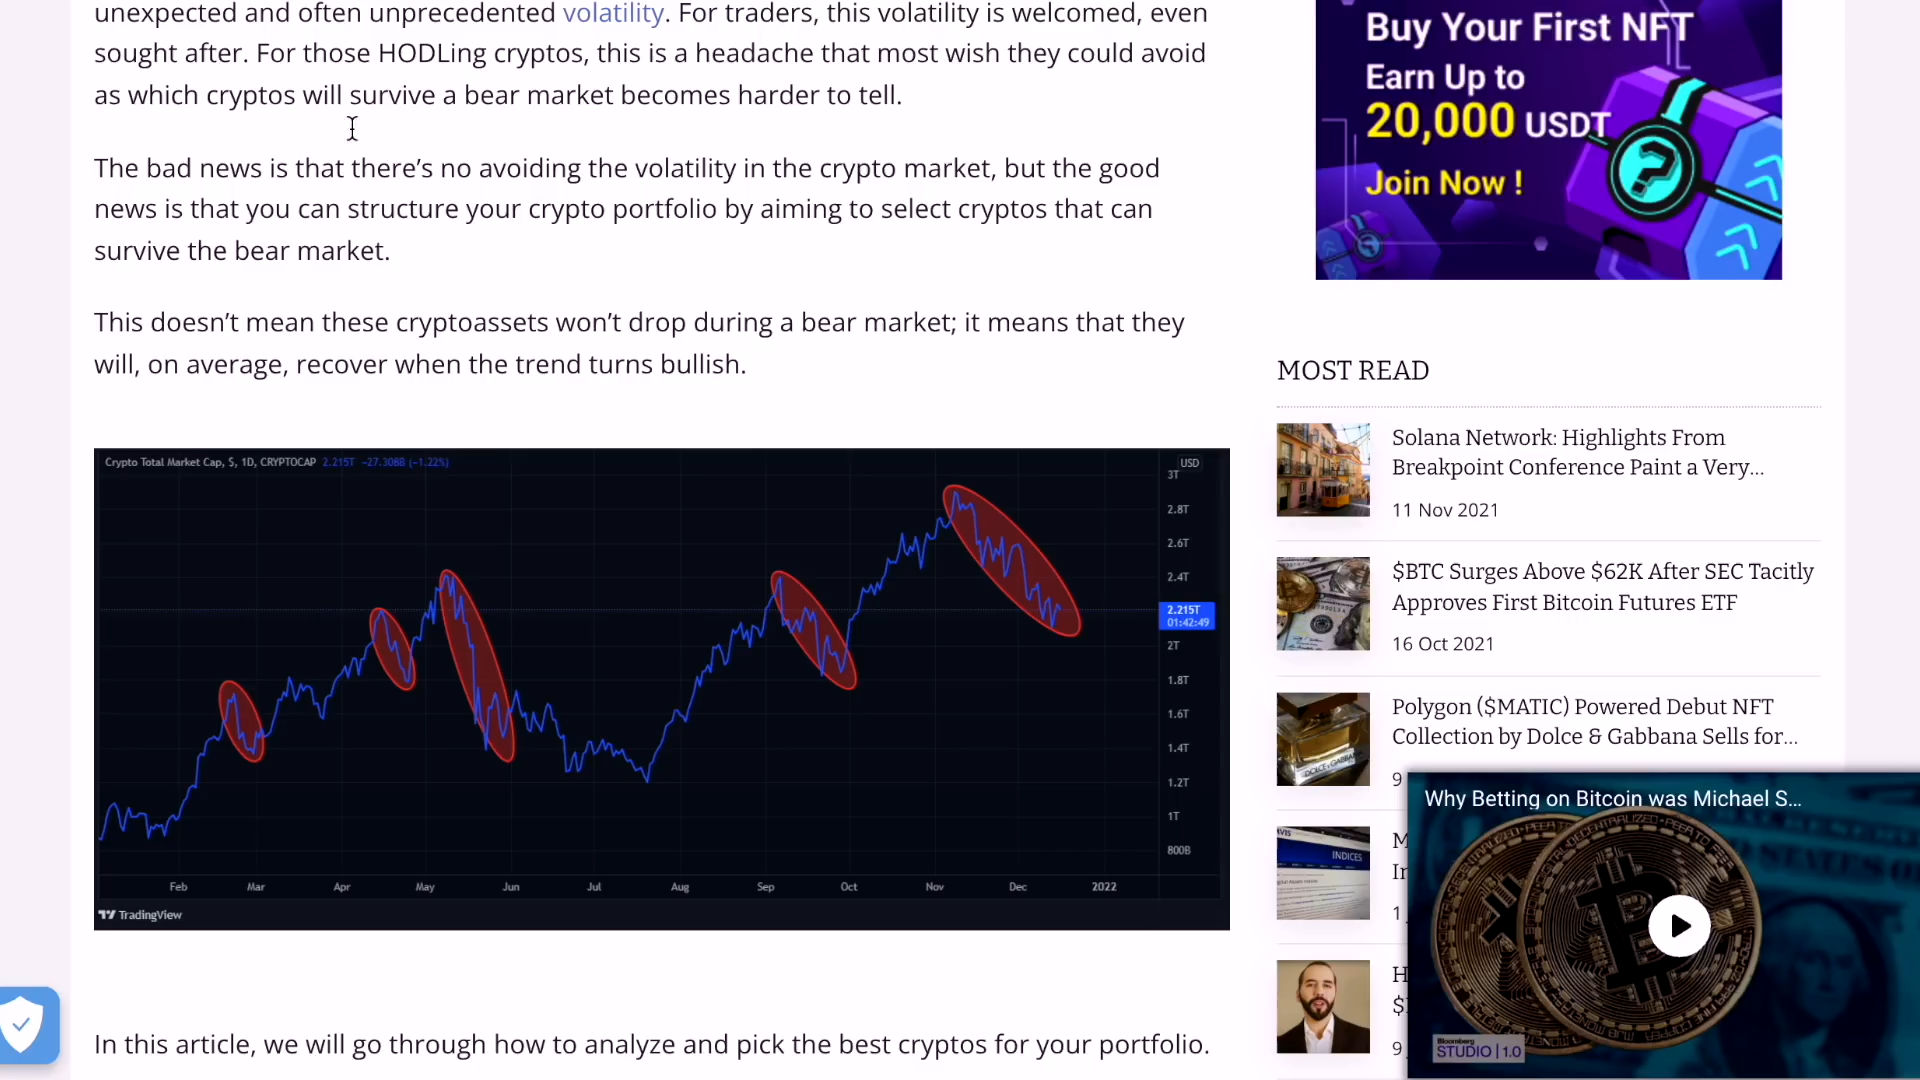 unexpected and often unprecedented volatility. For traders, this volatility is welcomed, even
sought after. For those HODLing cryptos, this is a headache that most wish they could avoid
as which cryptos will survive a bear market becomes harder to tell.
The bad news is that there’s no avoiding the volatility in the crypto market, but the good
news is that you can structure your crypto portfolio by aiming to select cryptos that can
survive the bear market.
This doesn’t mean these cryptoassets won’t drop during a bear market; it means that they
will, on average, recover when the trend turns bullish.
Crypto Total Market Cap, $, 1D, CRYPTOCAP 2.215T −27.308B (−1.22%)
USD
3T
2.8T
2.6T
2.4T
2.215T
01:42:49
2T
1.8T
1.6T
1.4T
1.2T
1T
800B
Feb Mar Apr May Jun Jul Aug Sep Oct Nov Dec 2022
TradingView
In this article, we will go through how to analyze and pick the best cryptos for your portfolio.
Buy Your First NFT
Earn Up to
20,000 USDT
Join Now !
MOST READ
Solana Network: Highlights From
Breakpoint Conference Paint a Very...
11 Nov 2021
$BTC Surges Above $62K After SEC Tacitly
Approves First Bitcoin Futures ETF
16 Oct 2021
Polygon ($MATIC) Powered Debut NFT
Collection by Dolce & Gabbana Sells for...
9
INDICES
M
In
1
H
$
9
Why Betting on Bitcoin was Michael S...
Bloomberg
STUDIO | 1.0